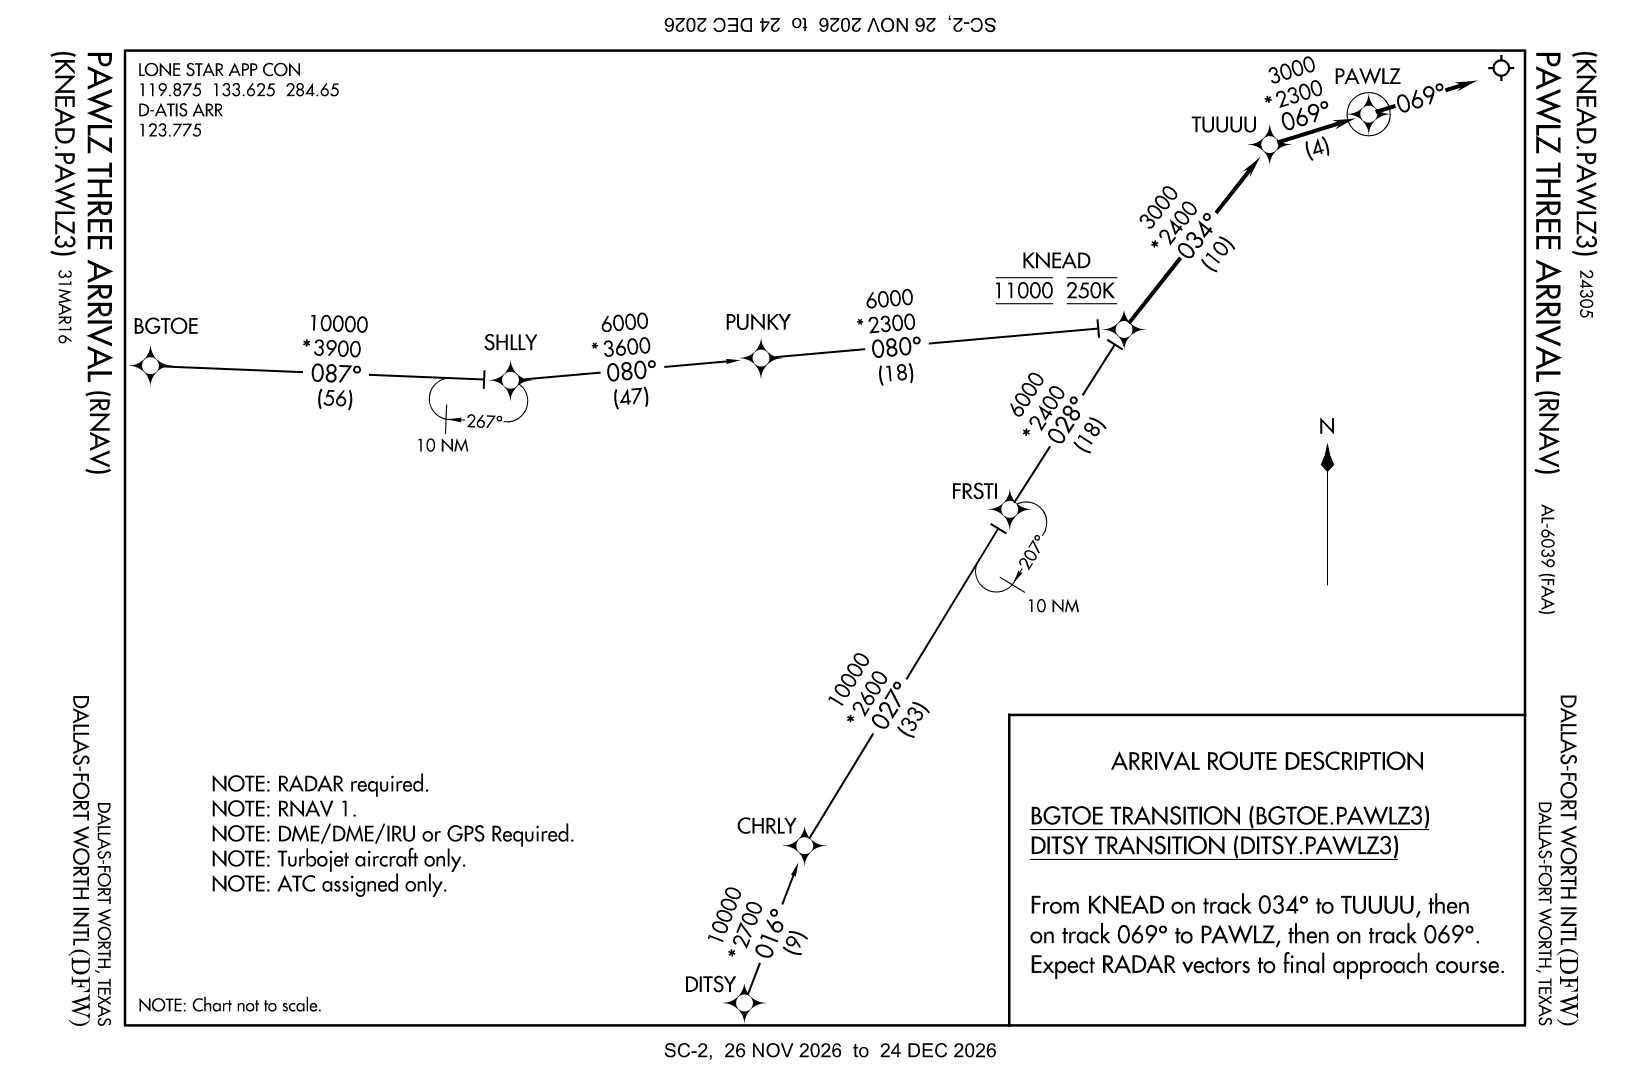 SC-2, 26 NOV 2026 to 24 DEC 2026
(KNEAD.PAWLZ3) 31MAR16
PAWLZ THREE ARRIVAL (RNAV)
DALLAS-FORT WORTH INTL (DFW)
DALLAS-FORT WORTH, TEXAS
LONE STAR APP CON
119.875 133.625 284.65
D-ATIS ARR
123.775
3000
*2300
069°
(4)
PAWLZ
069°
TUUUU
3000
*2400
034°
(10)
KNEAD
11000 250K
BGTOE
10000
*3900
087°
(56)
SHLLY
267°
10 NM
6000
*3600
080°
(47)
PUNKY
6000
*2300
080°
(18)
6000
*2400
028°
(18)
N
FRSTI
207°
10 NM
10000
*2600
027°
(33)
CHRLY
10000
*2700
016°
(9)
DITSY
NOTE: RADAR required.
NOTE: RNAV 1.
NOTE: DME/DME/IRU or GPS Required.
NOTE: Turbojet aircraft only.
NOTE: ATC assigned only.
NOTE: Chart not to scale.
ARRIVAL ROUTE DESCRIPTION
BGTOE TRANSITION (BGTOE.PAWLZ3)
DITSY TRANSITION (DITSY.PAWLZ3)
From KNEAD on track 034° to TUUUU, then
on track 069° to PAWLZ, then on track 069°.
Expect RADAR vectors to final approach course.
(KNEAD.PAWLZ3) 24305
PAWLZ THREE ARRIVAL (RNAV)
AL-6039 (FAA)
DALLAS-FORT WORTH INTL (DFW)
DALLAS-FORT WORTH, TEXAS
SC-2, 26 NOV 2026 to 24 DEC 2026